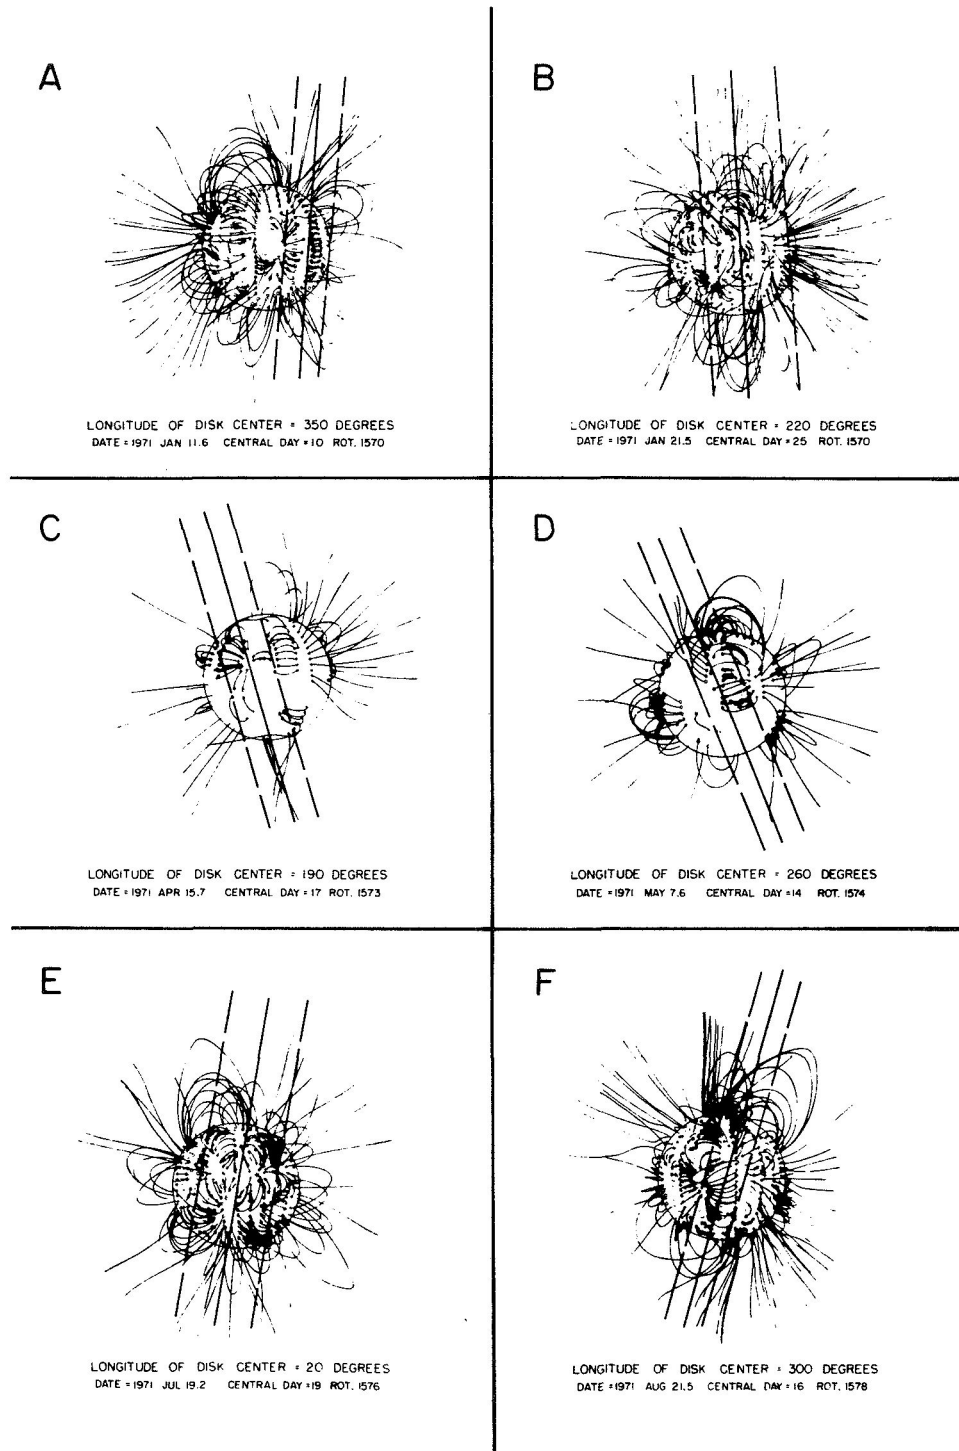 A
LONGITUDE OF DISK CENTER = 350 DEGREES
DATE = 1971 JAN 11.6 CENTRAL DAY = 10 ROT. 1570
B
LONGITUDE OF DISK CENTER = 220 DEGREES
DATE = 1971 JAN 21.5 CENTRAL DAY = 25 ROT. 1570
C
LONGITUDE OF DISK CENTER = 190 DEGREES
DATE = 1971 APR 15.7 CENTRAL DAY = 17 ROT. 1573
D
LONGITUDE OF DISK CENTER = 260 DEGREES
DATE = 1971 MAY 7.6 CENTRAL DAY = 14 ROT. 1574
E
LONGITUDE OF DISK CENTER = 20 DEGREES
DATE = 1971 JUL 19.2 CENTRAL DAY = 19 ROT. 1576
F
LONGITUDE OF DISK CENTER = 300 DEGREES
DATE = 1971 AUG 21.5 CENTRAL DAY = 16 ROT. 1578